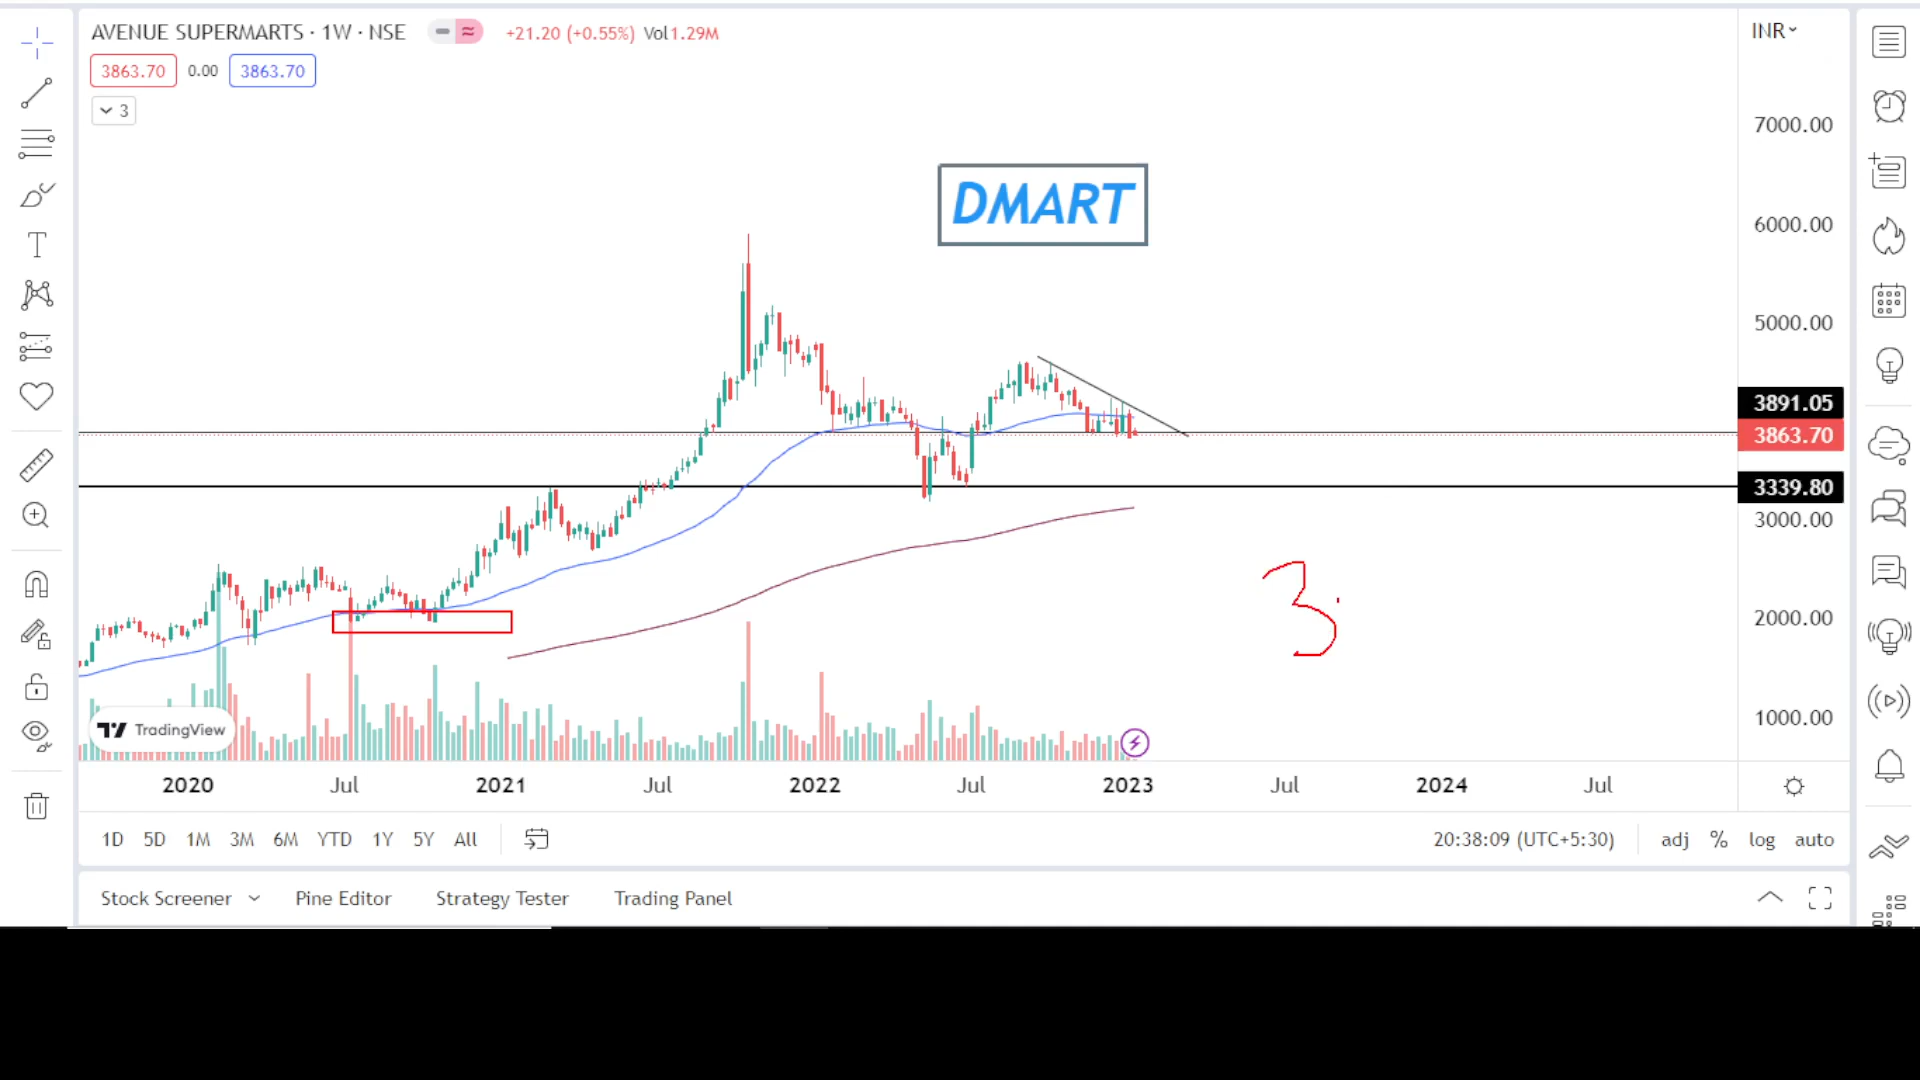 AVENUE SUPERMARTS · 1W · NSE
+21.20 (+0.55%) Vol1.29M
INR
3863.70 0.00 3863.70
3
7000.00
DMART
6000.00
5000.00
3891.05
3863.70
3339.80
3000.00
3
2000.00
1000.00
TradingView
2020 Jul 2021 Jul 2022 Jul 2023 Jul 2024 Jul
1D 5D 1M 3M 6M YTD 1Y 5Y All
20:38:09 (UTC+5:30) adj % log auto
Stock Screener Pine Editor Strategy Tester Trading Panel